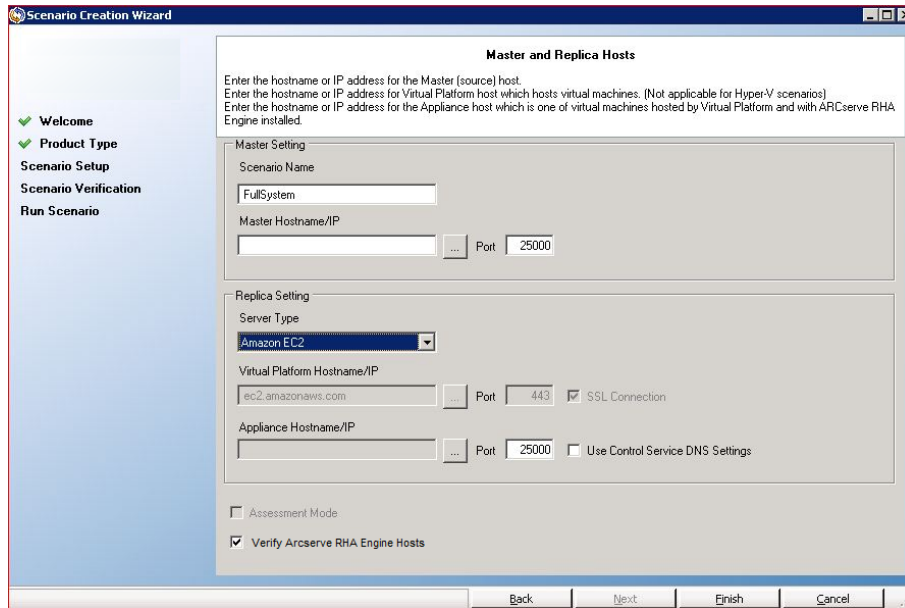 Scenario Creation Wizard
Master and Replica Hosts
Enter the hostname or IP address for the Master (source) host.
Enter the hostname or IP address for Virtual Platform host which hosts virtual machines. (Not applicable for Hyper-V scenarios)
Enter the hostname or IP address for the Appliance host which is one of virtual machines hosted by Virtual Platform and with ARCserve RHA
Engine installed.
Welcome
Product Type
Scenario Setup
Scenario Verification
Run Scenario
Master Setting
Scenario Name
FullSystem
Master Hostname/IP
... Port 25000
Replica Setting
Server Type
Amazon EC2
Virtual Platform Hostname/IP
ec2.amazonaws.com ... Port 443 SSL Connection
Appliance Hostname/IP
... Port 25000 Use Control Service DNS Settings
Assessment Mode
Verify Arcserve RHA Engine Hosts
Back Next Finish Cancel